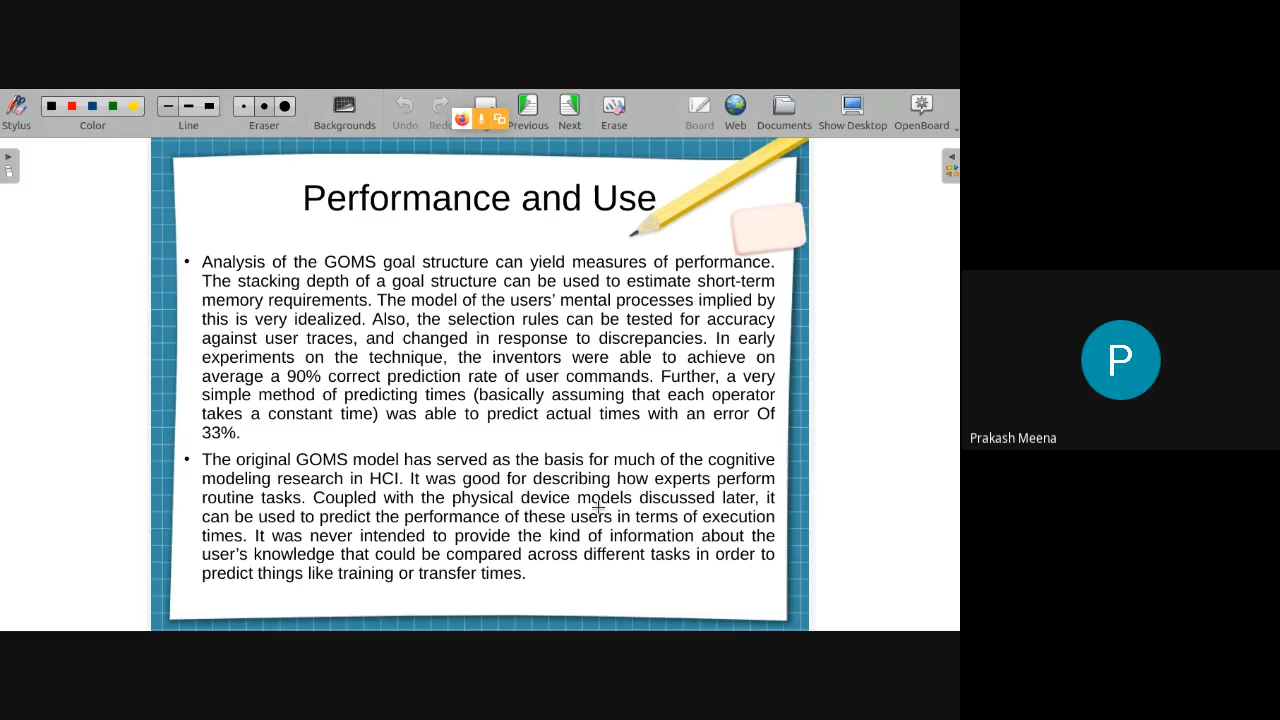 Stylus
Color
Line
Eraser
Backgrounds
Undo
Previous
Next
Erase
Board
Web
Documents
Show Desktop
OpenBoard
Performance and Use
• Analysis of the GOMS goal structure can yield measures of performance.
The stacking depth of a goal structure can be used to estimate short-term
memory requirements. The model of the users’ mental processes implied by
this is very idealized. Also, the selection rules can be tested for accuracy
against user traces, and changed in response to discrepancies. In early
experiments on the technique, the inventors were able to achieve on
average a 90% correct prediction rate of user commands. Further, a very
simple method of predicting times (basically assuming that each operator
takes a constant time) was able to predict actual times with an error Of
33%.
• The original GOMS model has served as the basis for much of the cognitive
modeling research in HCI. It was good for describing how experts perform
routine tasks. Coupled with the physical device models discussed later, it
can be used to predict the performance of these users in terms of execution
times. It was never intended to provide the kind of information about the
user’s knowledge that could be compared across different tasks in order to
predict things like training or transfer times.
P
Prakash Meena